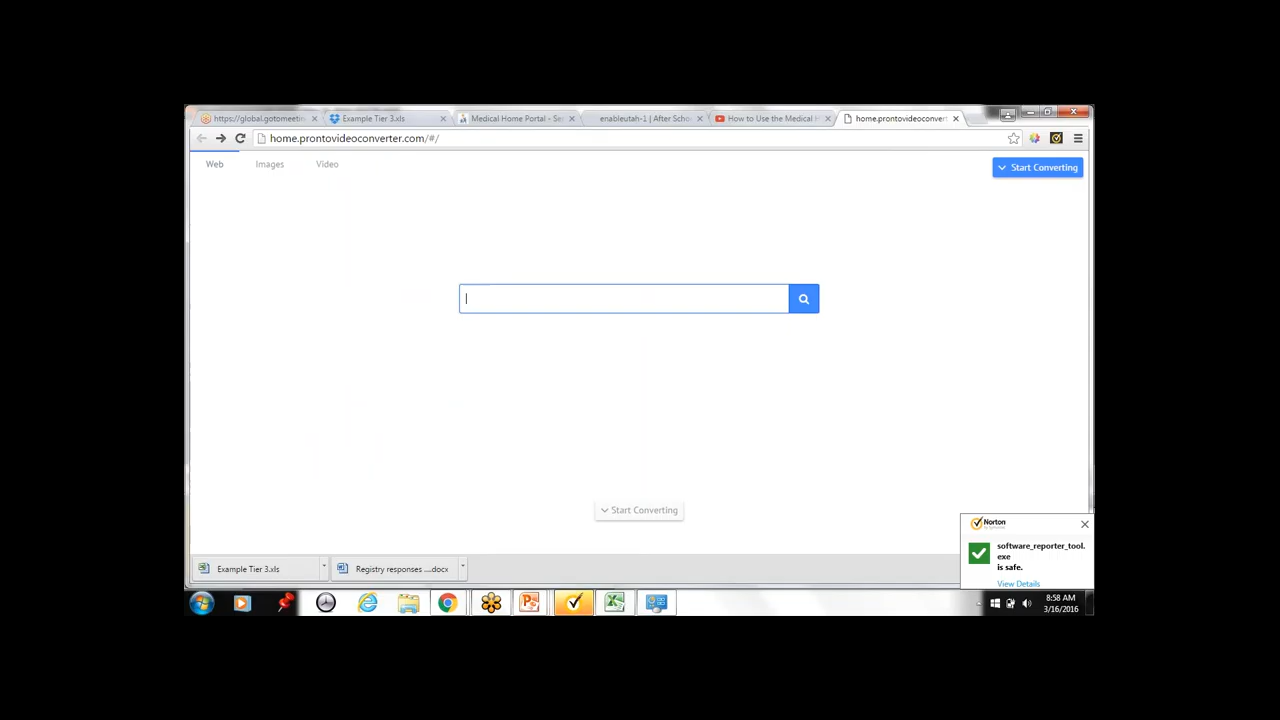 https://global.gotomeetin
Example Tier 3.xls
Medical Home Portal - Se
enableutah-1 | After Scho
How to Use the Medical H
home.prontovideoconvert
home.prontovideoconverter.com/#/
Web
Images
Video
Start Converting
Start Converting
Norton
software_reporter_tool.
exe
is safe.
View Details
Example Tier 3.xls
Registry responses ....docx
8:58 AM
3/16/2016